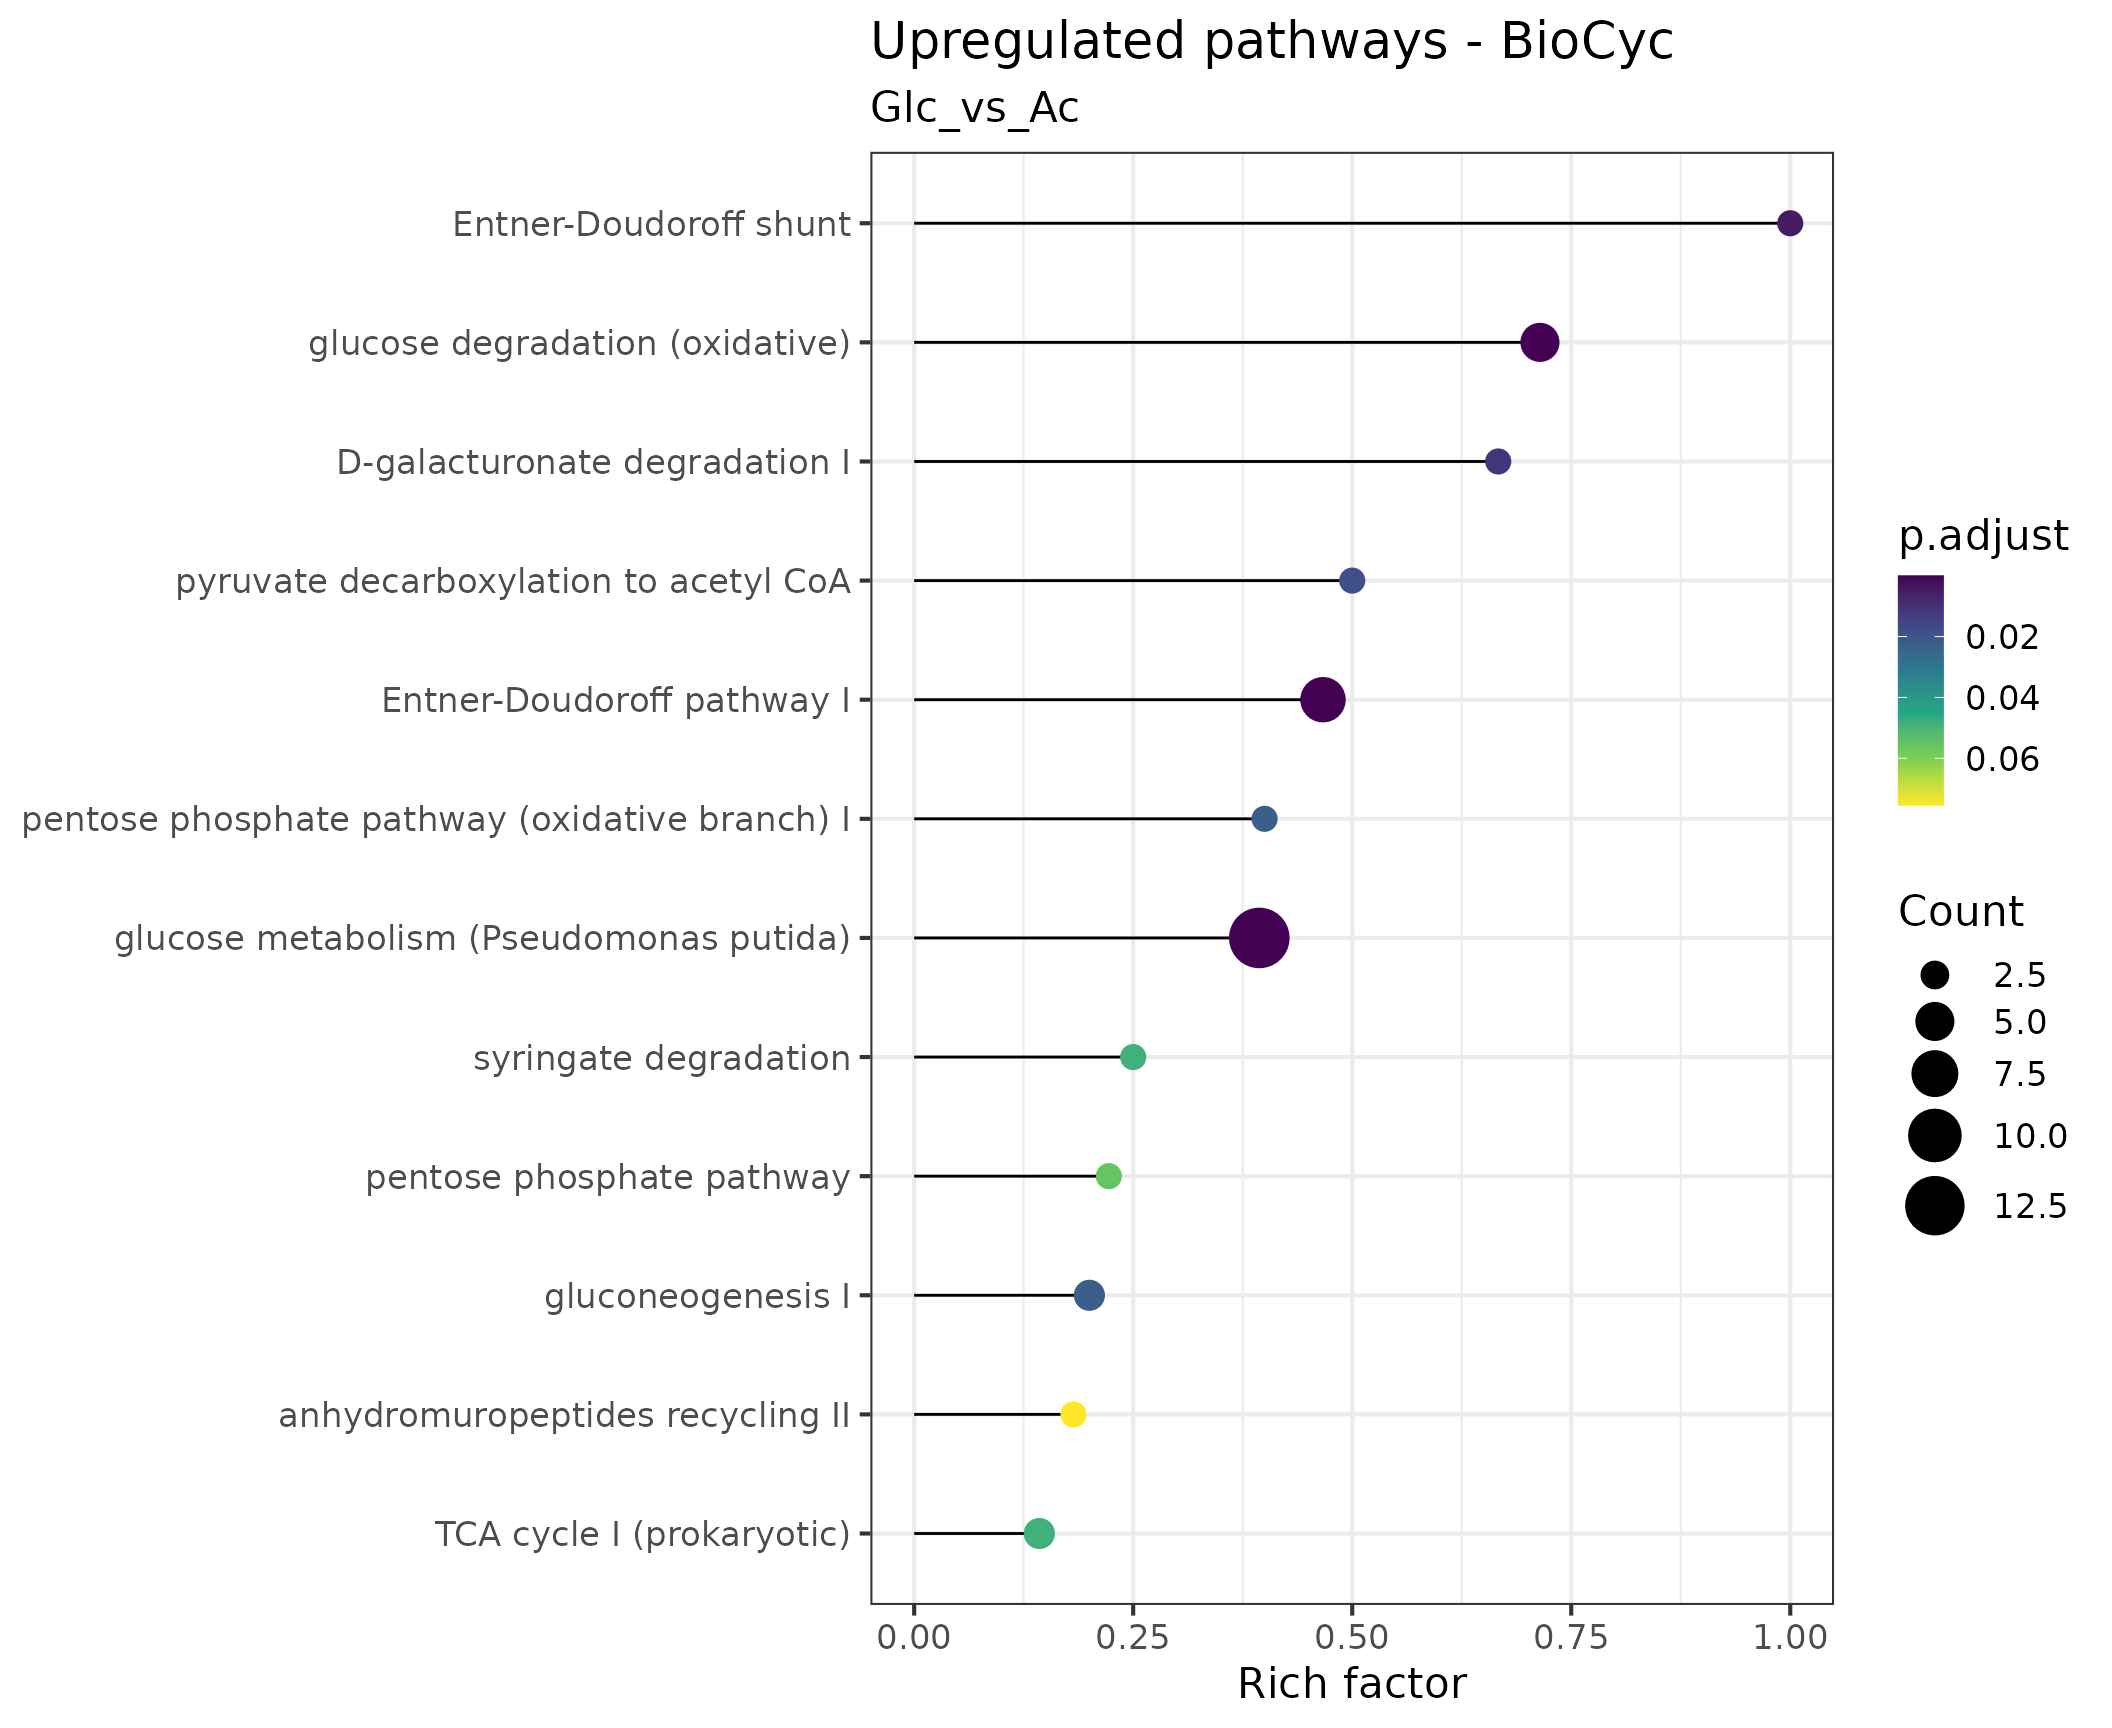 Upregulated pathways - BioCyc
Glc_vs_Ac
Entner-Doudoroff shunt
glucose degradation (oxidative)
D-galacturonate degradation I
pyruvate decarboxylation to acetyl CoA
Entner-Doudoroff pathway I
pentose phosphate pathway (oxidative branch) I
glucose metabolism (Pseudomonas putida)
syringate degradation
pentose phosphate pathway
gluconeogenesis I
anhydromuropeptides recycling II
TCA cycle I (prokaryotic)
0.00 0.25 0.50 0.75 1.00
Rich factor
p.adjust
0.02
0.04
0.06
Count
2.5
5.0
7.5
10.0
12.5